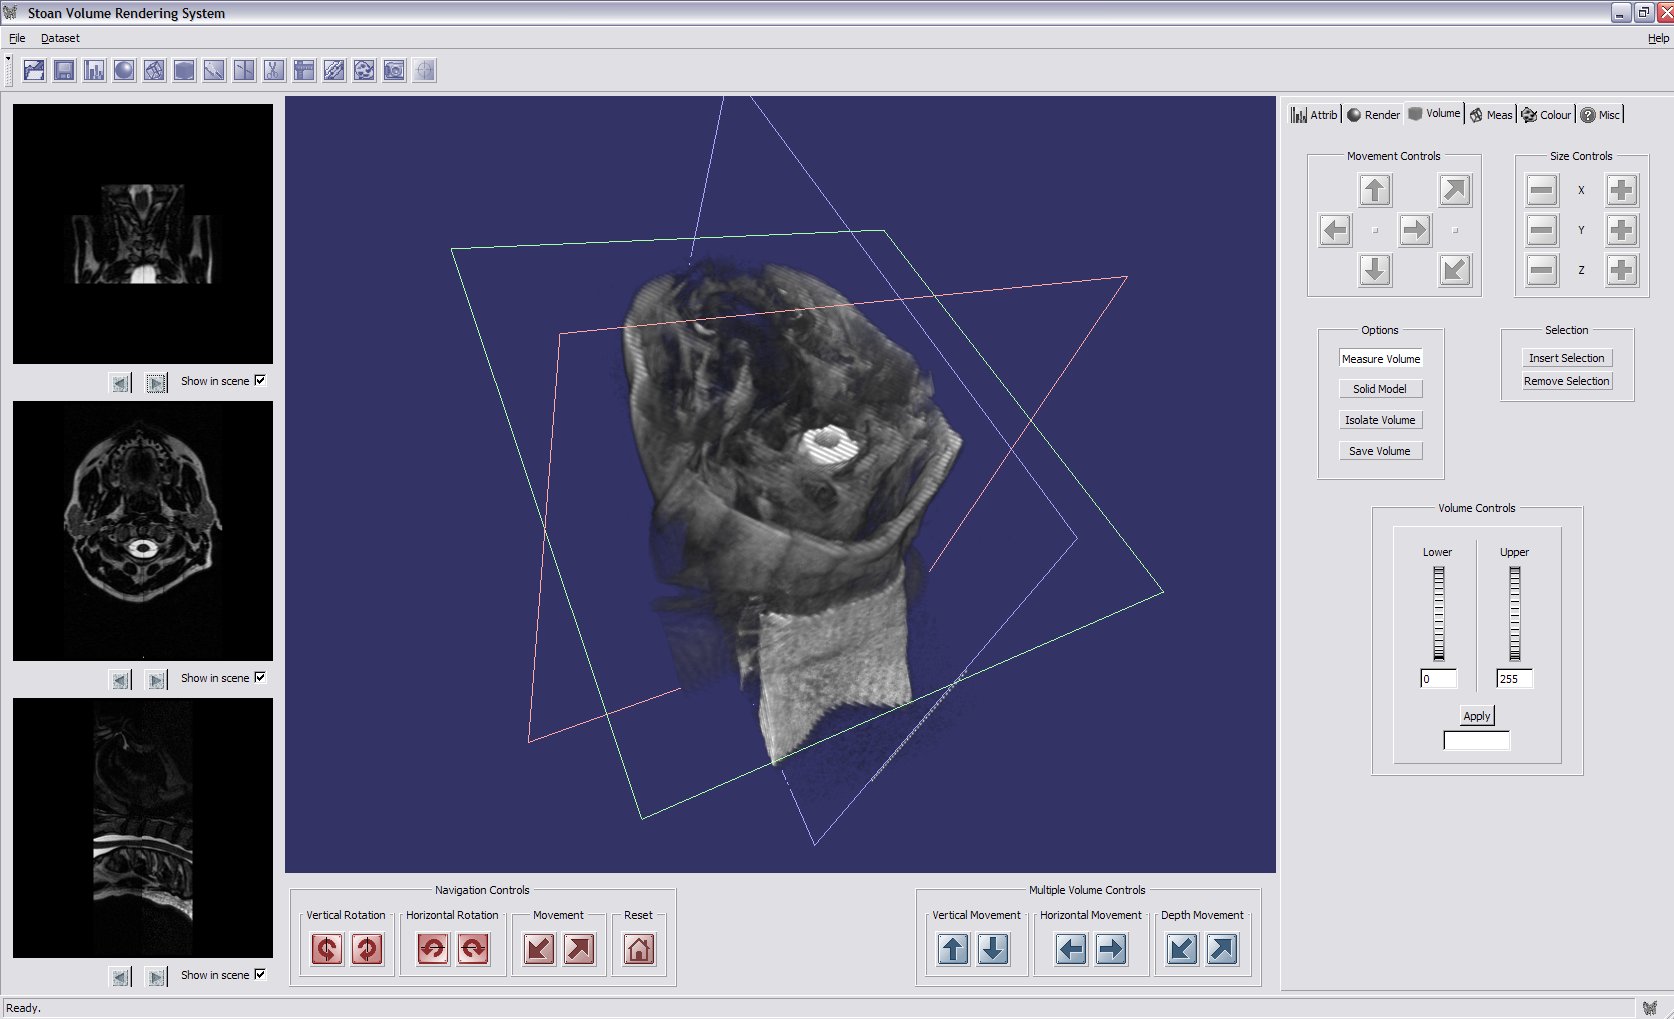 Stoan Volume Rendering System
File Dataset Help
Attrib Render Volume Meas Colour Misc
Movement Controls
Size Controls
X
Y
Z
Options
Measure Volume
Solid Model
Isolate Volume
Save Volume
Selection
Insert Selection
Remove Selection
Volume Controls
Lower Upper
0 255
Apply
Show in scene
Show in scene
Show in scene
Navigation Controls
Vertical Rotation Horizontal Rotation Movement Reset
Multiple Volume Controls
Vertical Movement Horizontal Movement Depth Movement
Ready.